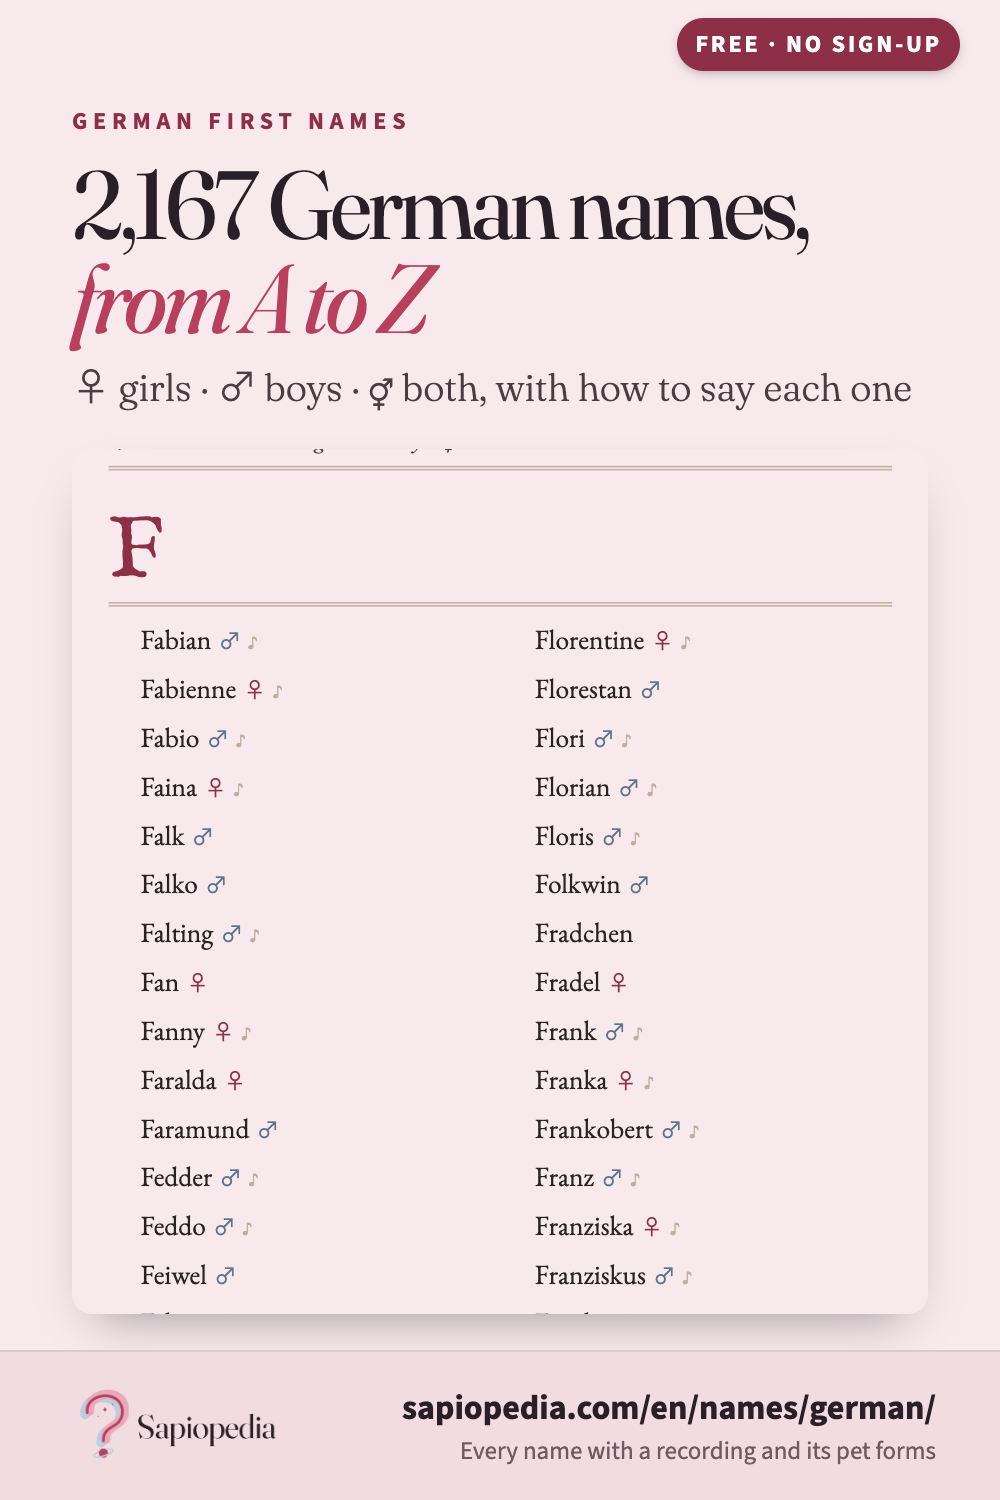 FREE · NO SIGN-UP
GERMAN FIRST NAMES
2,167 German names,
from A to Z
♀ girls · ♂ boys · ⚥ both, with how to say each one
F
Fabian ♂ ♪
Fabienne ♀ ♪
Fabio ♂ ♪
Faina ♀ ♪
Falk ♂
Falko ♂
Falting ♂ ♪
Fan ♀
Fanny ♀ ♪
Faralda ♀
Faramund ♂
Fedder ♂ ♪
Feddo ♂ ♪
Feiwel ♂
Florentine ♀ ♪
Florestan ♂
Flori ♂ ♪
Florian ♂ ♪
Floris ♂ ♪
Folkwin ♂
Fradchen
Fradel ♀
Frank ♂ ♪
Franka ♀ ♪
Frankobert ♂ ♪
Franz ♂ ♪
Franziska ♀ ♪
Franziskus ♂ ♪
Sapiopedia
sapiopedia.com/en/names/german/
Every name with a recording and its pet forms